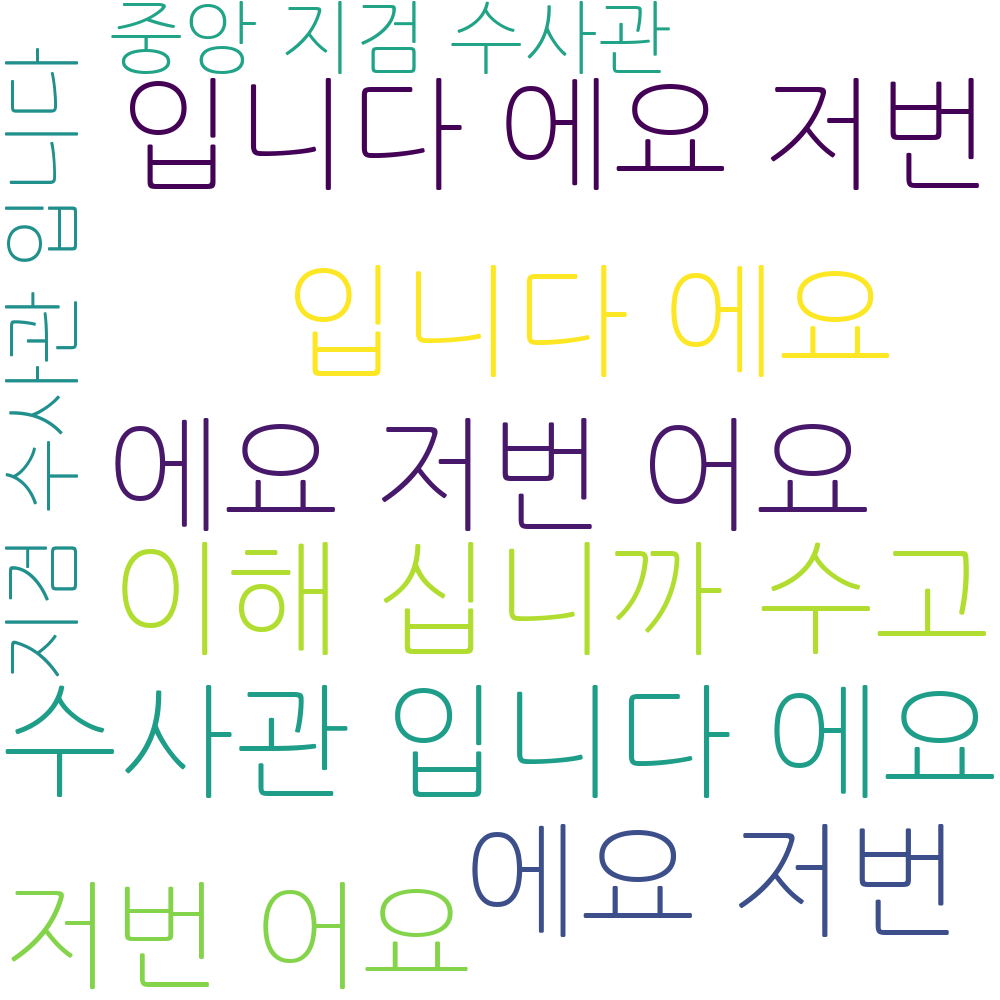 중앙 지검 수사관
입니다 에요 저번
지검 수사관 입니다
입니다 에요
에요 저번 어요
이해 십니까 수고
수사관 입니다 에요
에요 저번
저번 어요